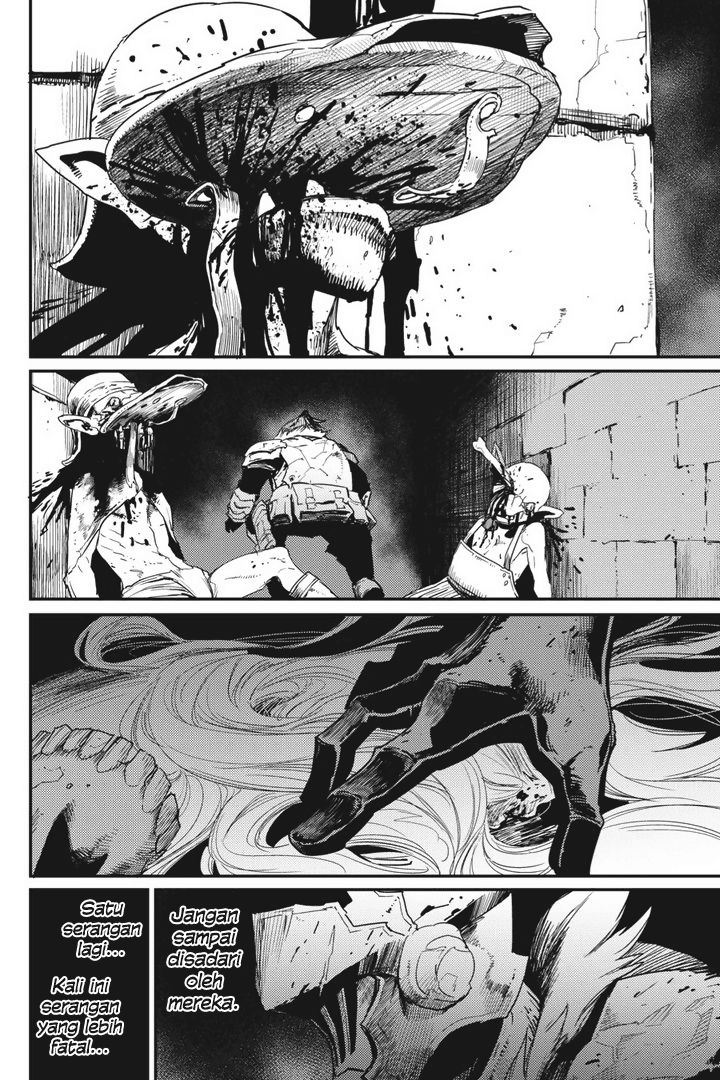 Satu
serangan
lagi...
Kali ini
serangan
yang lebih
fatal...
Jangan
sampai
disadari
oleh
mereka.